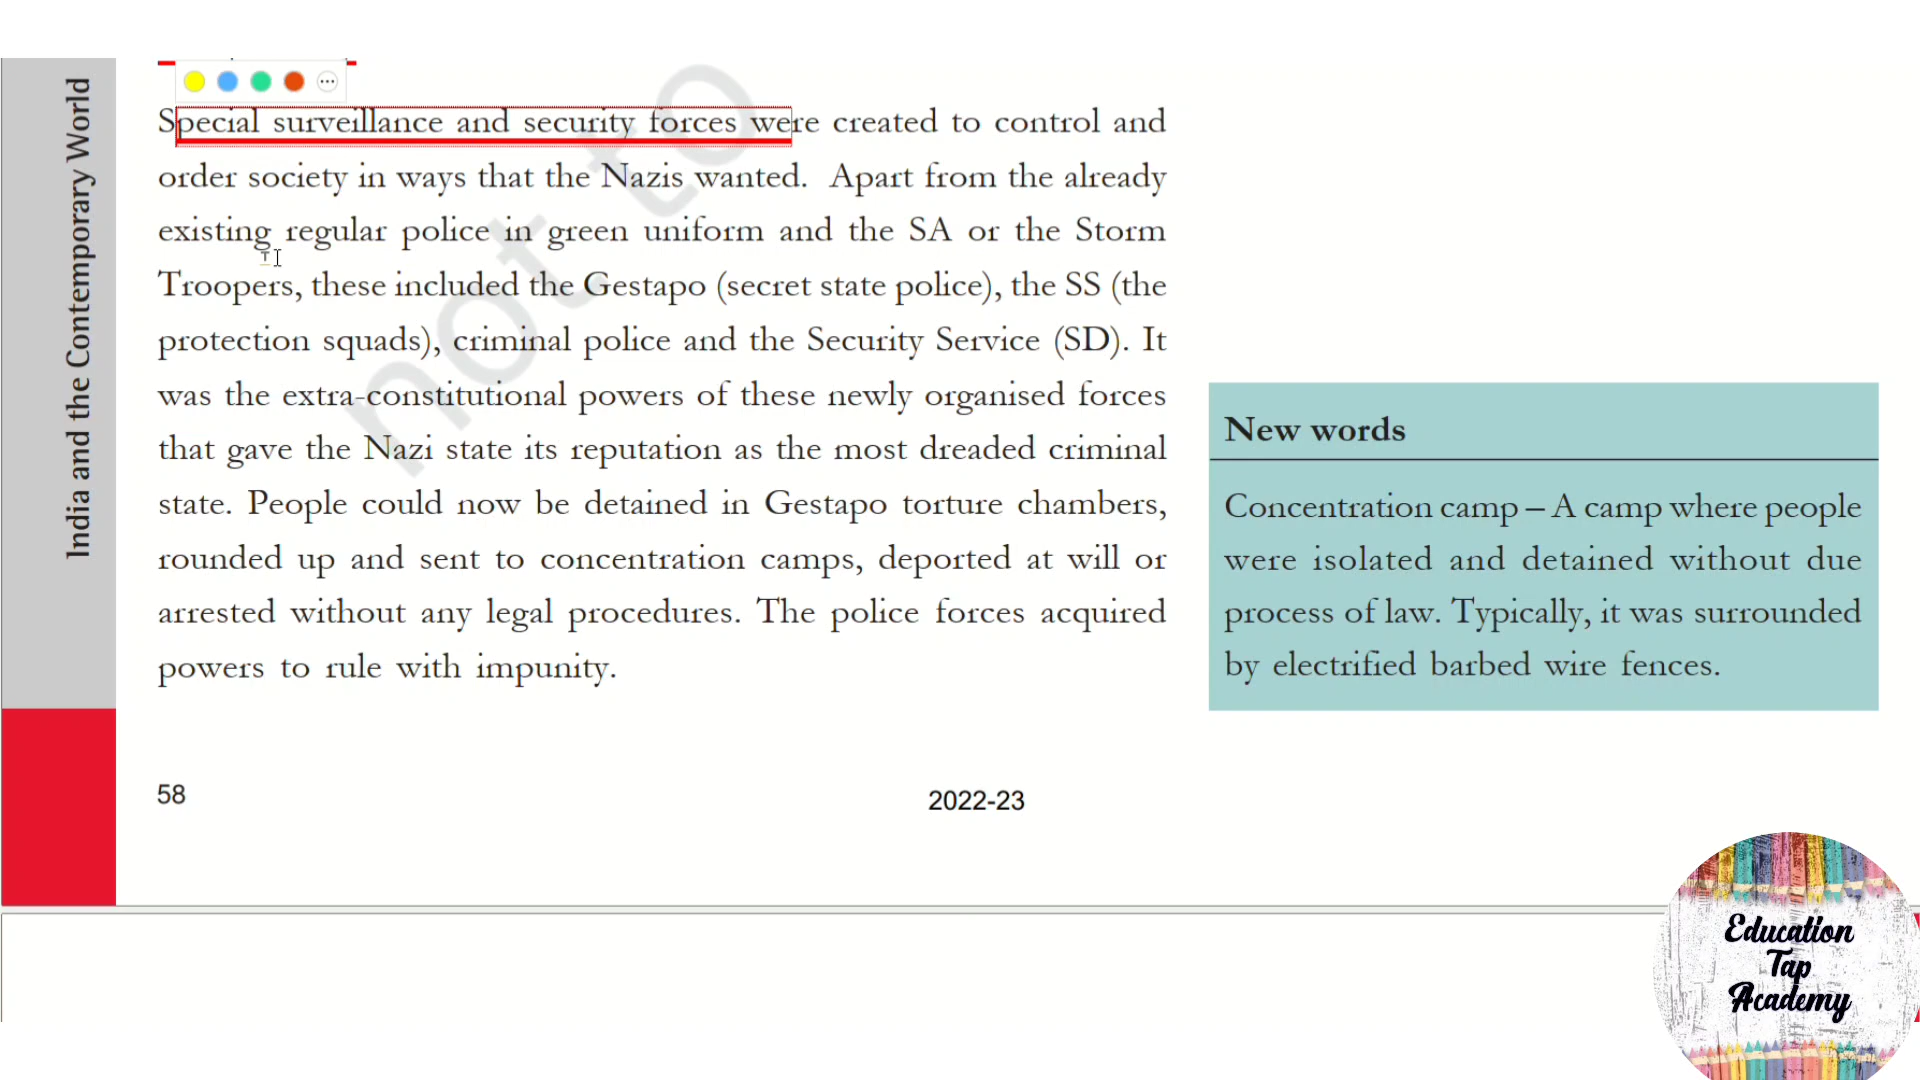 India and the Contemporary World
Special surveillance and security forces were created to control and
order society in ways that the Nazis wanted. Apart from the already
existing regular police in green uniform and the SA or the Storm
Troopers, these included the Gestapo (secret state police), the SS (the
protection squads), criminal police and the Security Service (SD). It
was the extra-constitutional powers of these newly organised forces
that gave the Nazi state its reputation as the most dreaded criminal
state. People could now be detained in Gestapo torture chambers,
rounded up and sent to concentration camps, deported at will or
arrested without any legal procedures. The police forces acquired
powers to rule with impunity.
not to
New words
Concentration camp – A camp where people
were isolated and detained without due
process of law. Typically, it was surrounded
by electrified barbed wire fences.
58
2022-23
Education
Tap
Academy